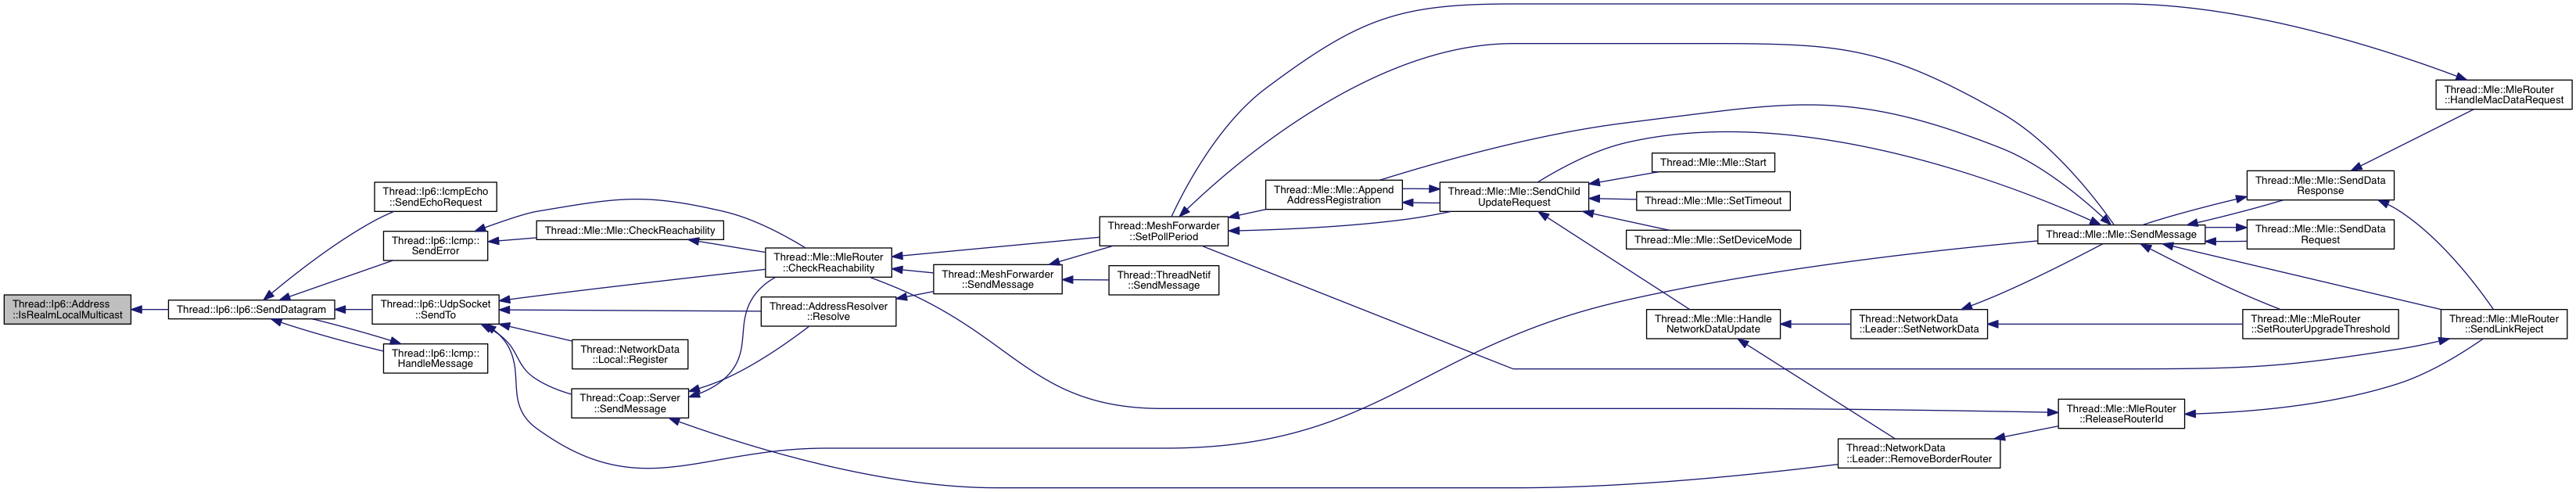 Thread::Ip6::Address
::IsRealmLocalMulticast
Thread::Ip6::Ip6::SendDatagram
Thread::Ip6::IcmpEcho
::SendEchoRequest
Thread::Ip6::Icmp::
SendError
Thread::Ip6::UdpSocket
::SendTo
Thread::Ip6::Icmp::
HandleMessage
Thread::Mle::Mle::CheckReachability
Thread::NetworkData
::Local::Register
Thread::Coap::Server
::SendMessage
Thread::Mle::MleRouter
::CheckReachability
Thread::AddressResolver
::Resolve
Thread::MeshForwarder
::SendMessage
Thread::MeshForwarder
::SetPollPeriod
Thread::ThreadNetif
::SendMessage
Thread::Mle::Mle::Append
AddressRegistration
Thread::Mle::Mle::SendChild
UpdateRequest
Thread::Mle::Mle::Start
Thread::Mle::Mle::SetTimeout
Thread::Mle::Mle::SetDeviceMode
Thread::Mle::Mle::Handle
NetworkDataUpdate
Thread::NetworkData
::Leader::SetNetworkData
Thread::NetworkData
::Leader::RemoveBorderRouter
Thread::Mle::Mle::SendMessage
Thread::Mle::MleRouter
::ReleaseRouterId
Thread::Mle::Mle::SendData
Response
Thread::Mle::Mle::SendData
Request
Thread::Mle::MleRouter
::SetRouterUpgradeThreshold
Thread::Mle::MleRouter
::HandleMacDataRequest
Thread::Mle::MleRouter
::SendLinkReject